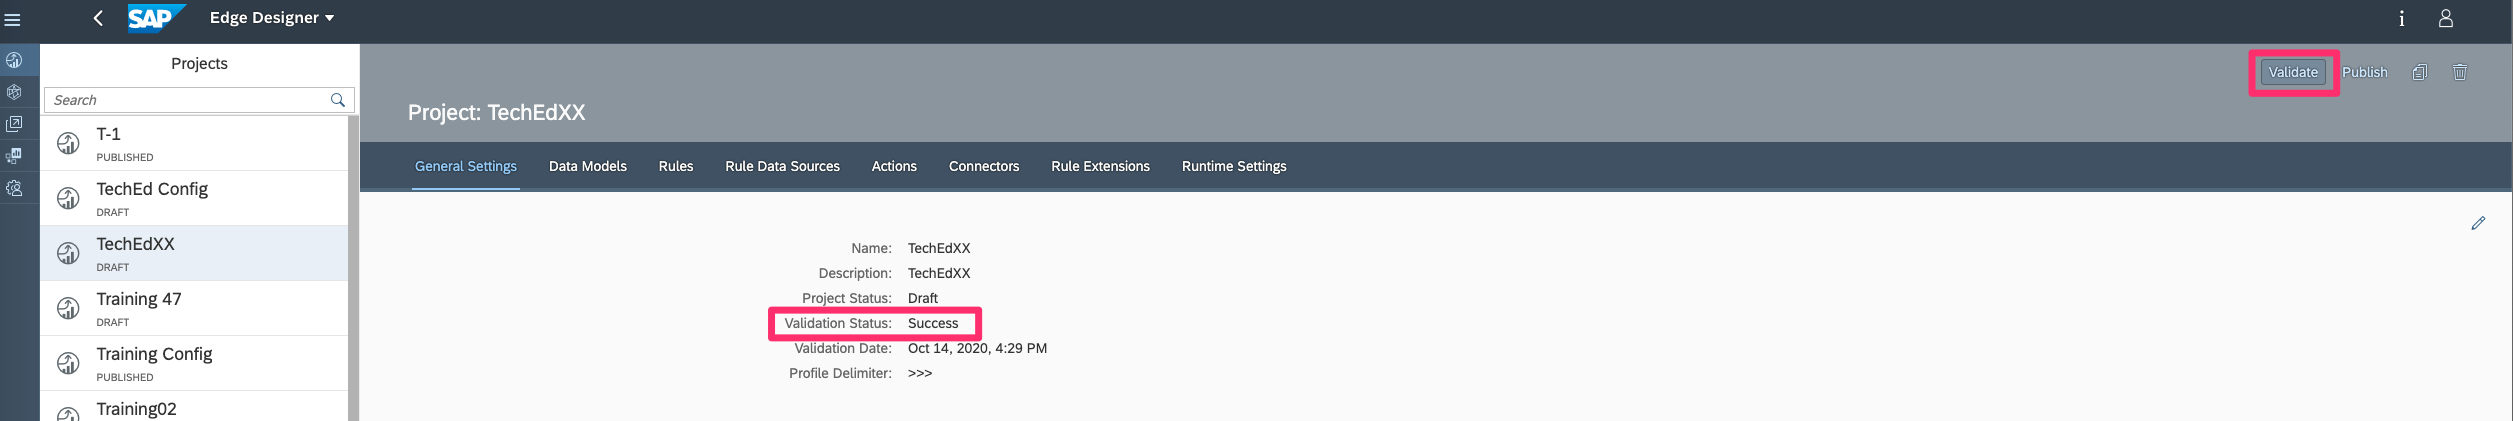 SAP Edge Designer
Projects
Search
T-1
PUBLISHED
TechEd Config
DRAFT
TechEdXX
DRAFT
Training 47
DRAFT
Training Config
PUBLISHED
Training02
Validate Publish
Project: TechEdXX
General Settings Data Models Rules Rule Data Sources Actions Connectors Rule Extensions Runtime Settings
Name: TechEdXX
Description: TechEdXX
Project Status: Draft
Validation Status: Success
Validation Date: Oct 14, 2020, 4:29 PM
Profile Delimiter: >>>